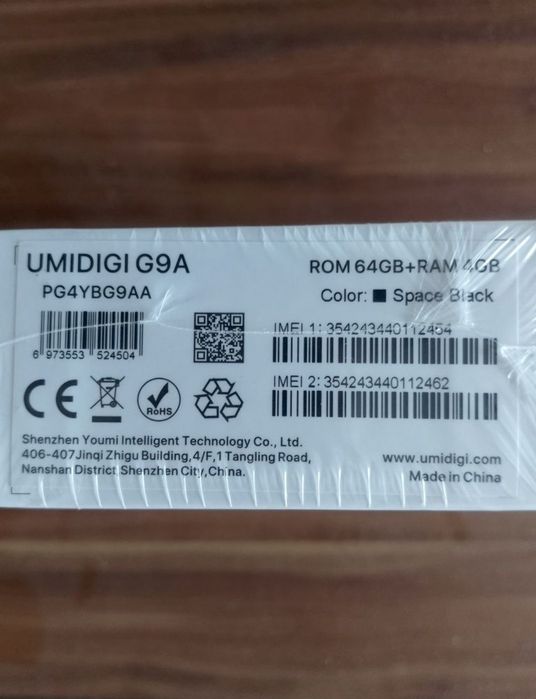 UMIDIGI G9A
ROM 64GB+RAM 4GB
PG4YBG9AA
Color: Space Black
6 973553 524504
IMEI 1: 354243440112454
IMEI 2: 354243440112462
CE
RoHS
Shenzhen Youmi Intelligent Technology Co., Ltd.
406-407Jinqi Zhigu Building,4/F,1 Tangling Road,
Nanshan District,Shenzhen City,China.
www.umidigi.com
Made in China